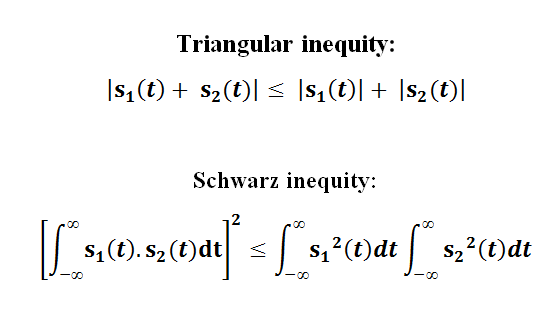 Triangular inequity:
|s₁(t) + s₂(t)| ≤ |s₁(t)| + |s₂(t)|
Schwarz inequity:
[∫_{-∞}^{∞} s₁(t). s₂(t)dt]² ≤ ∫_{-∞}^{∞} s₁²(t)dt ∫_{-∞}^{∞} s₂²(t)dt